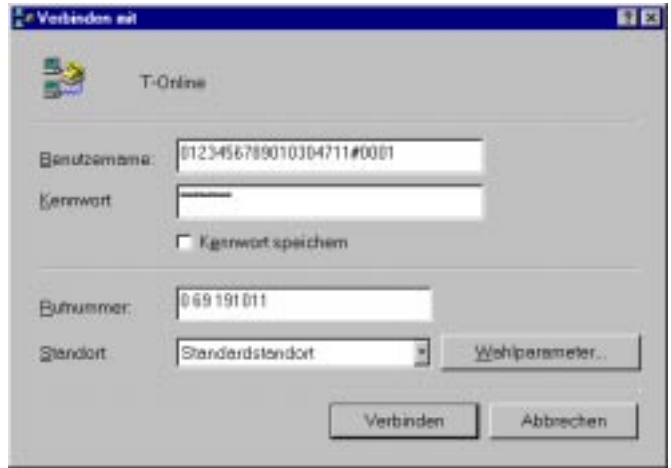 Verbinden mit
T-Online
Benutzername: 0123456789010304711#0001
Kennwort
Kennwort speichern
Rufnummer: 0 69 191011
Standort Standardstandort Wahlparameter...
Verbinden Abbrechen